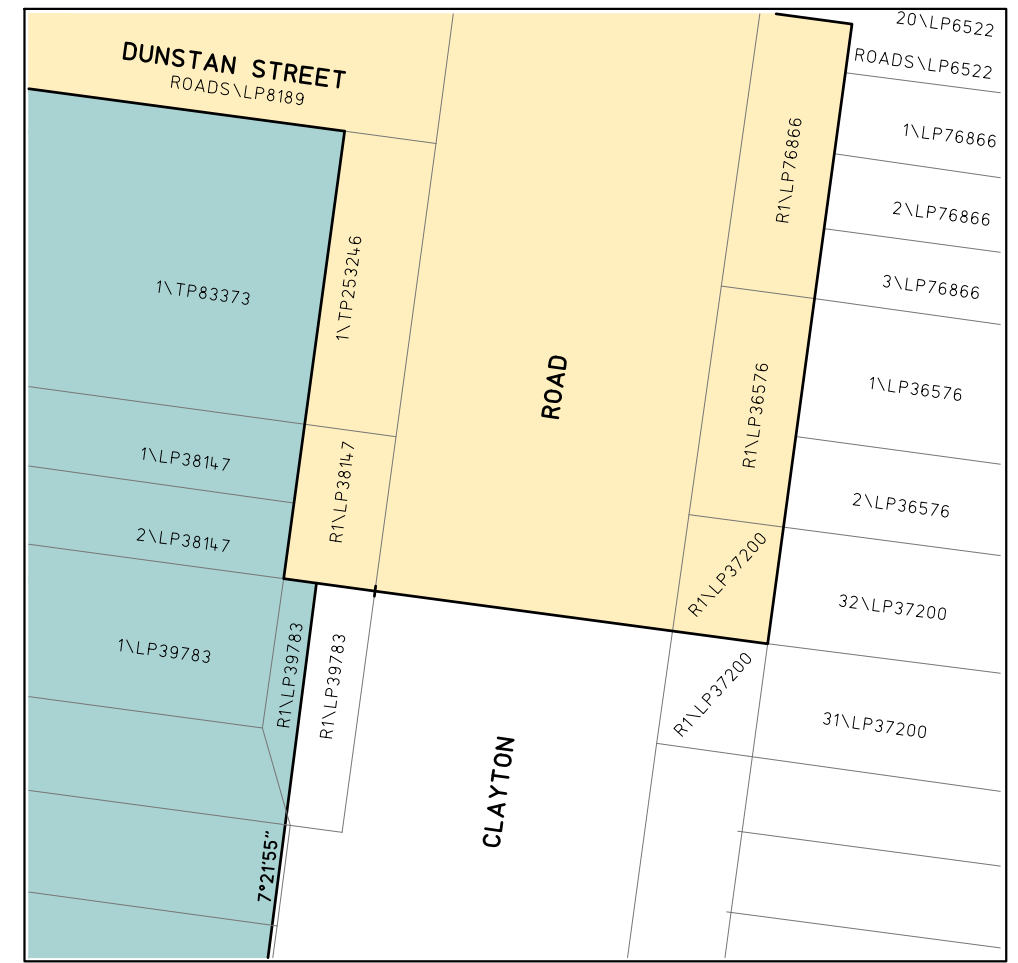 20\LP6522
DUNSTAN STREET
ROADS\LP8189
ROADS\LP6522
1\LP76866
R1\LP76866
2\LP76866
1\TP83373
1\TP253246
3\LP76866
ROAD
R1\LP36576
1\LP36576
1\LP38147
R1\LP38147
2\LP36576
2\LP38147
R1\LP37200
32\LP37200
1\LP39783
R1\LP39783
R1\LP39783
R1\LP37200
31\LP37200
CLAYTON
7°21'55"